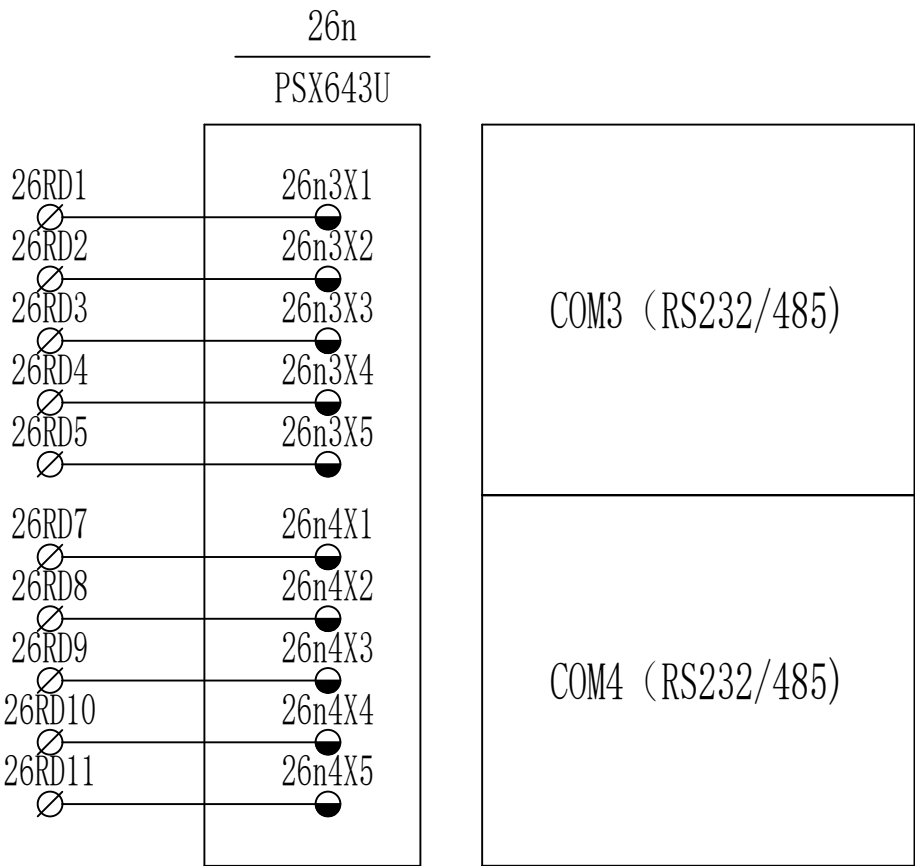 26n
PSX643U
26RD1 26n3X1
26RD2 26n3X2
26RD3 26n3X3
26RD4 26n3X4
26RD5 26n3X5
COM3 (RS232/485)
26RD7 26n4X1
26RD8 26n4X2
26RD9 26n4X3
26RD10 26n4X4
26RD11 26n4X5
COM4 (RS232/485)